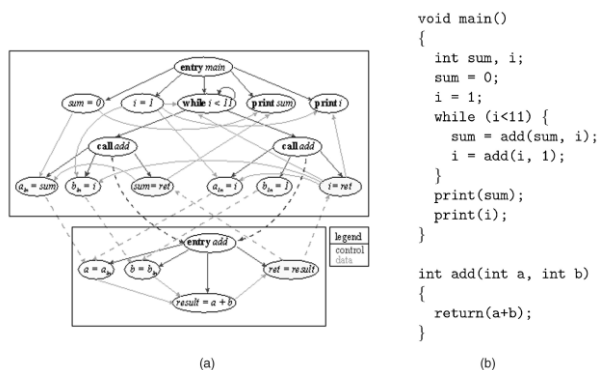 entry main
sum = 0
i = 1
while i < 11
print sum
print i
call add
call add
a_in = sum
b_in = i
sum = ret
a_in = i
b_in = 1
i = ret
legend
control
data
entry add
a = a_in
b = b_in
ret = result
result = a + b
(a)
void main()
{
int sum, i;
sum = 0;
i = 1;
while (i<11) {
sum = add(sum, i);
i = add(i, 1);
}
print(sum);
print(i);
}
int add(int a, int b)
{
return(a+b);
}
(b)